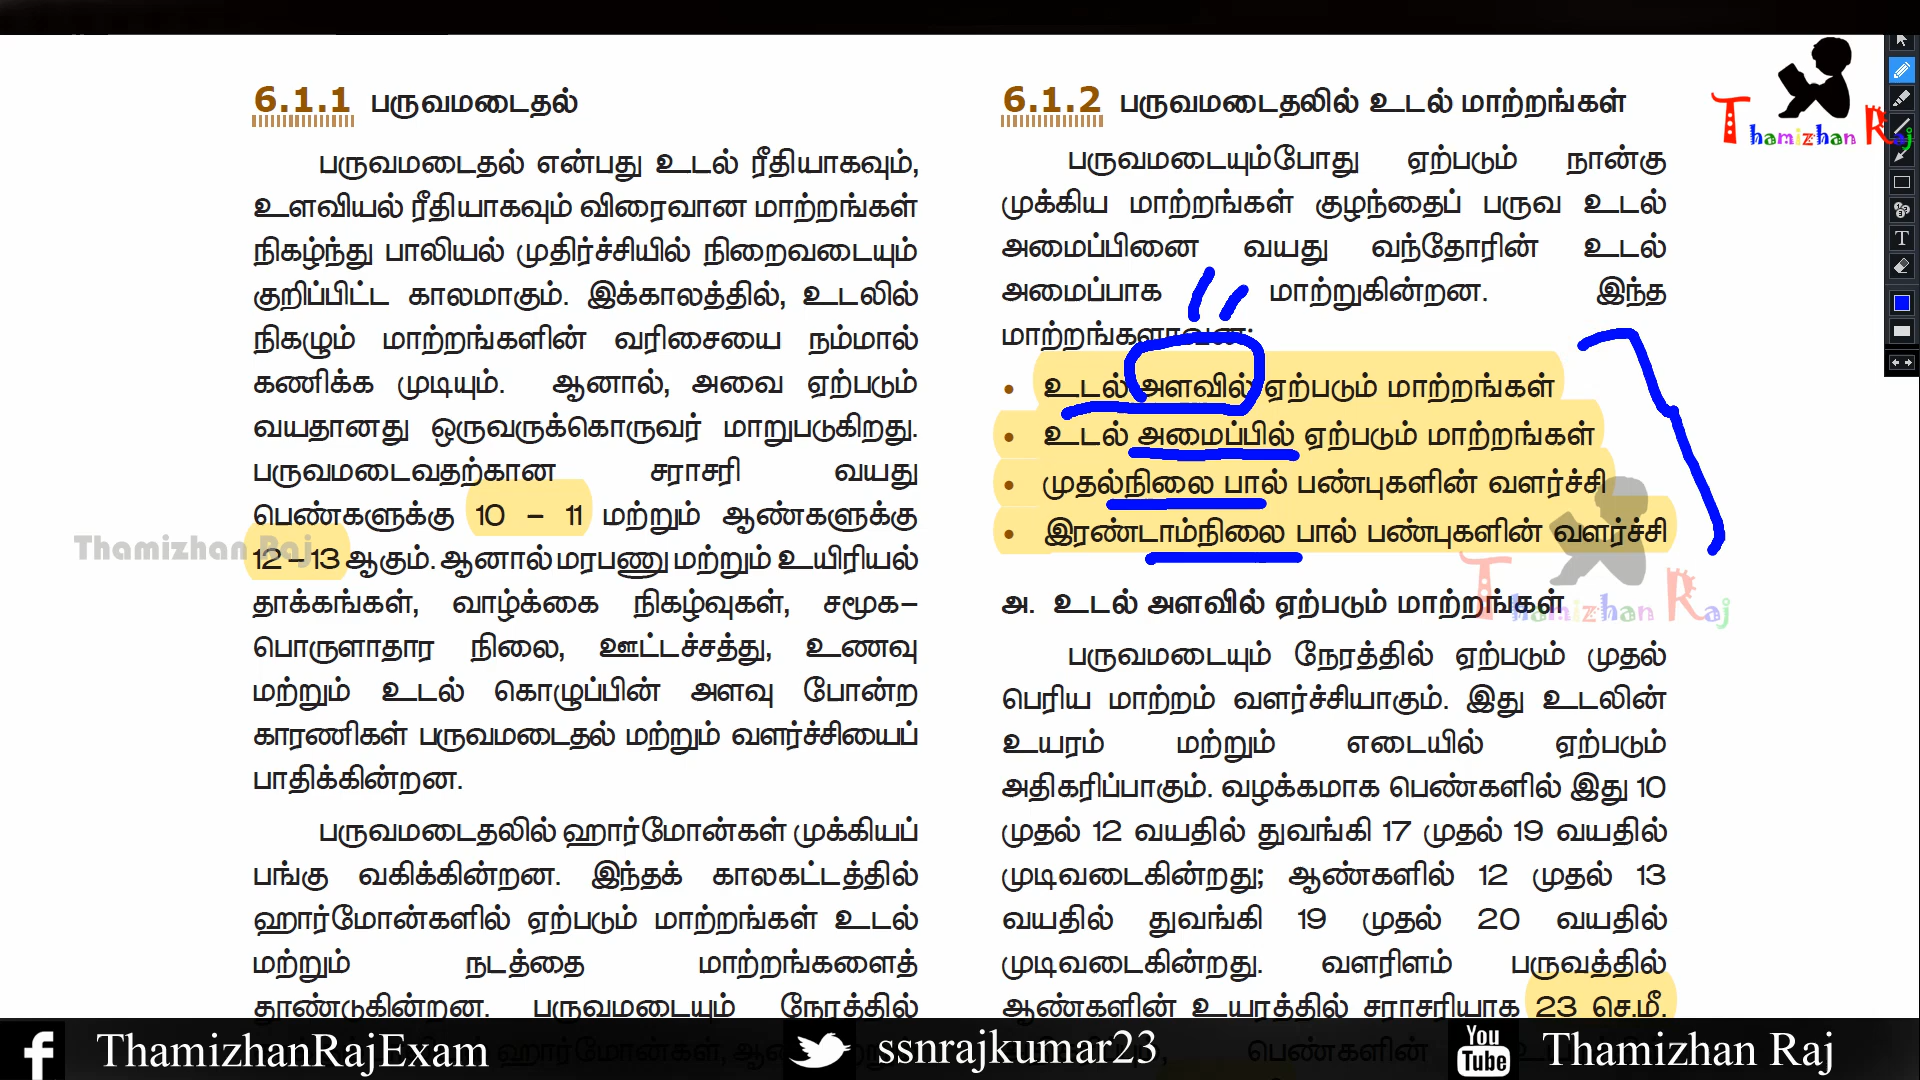 6.1.1 பருவமடைதல்
பருவமடைதல் என்பது உடல் ரீதியாகவும்,
உளவியல் ரீதியாகவும் விரைவான மாற்றங்கள்
நிகழ்ந்து பாலியல் முதிர்ச்சியில் நிறைவடையும்
குறிப்பிட்ட காலமாகும். இக்காலத்தில், உடலில்
நிகழும் மாற்றங்களின் வரிசையை நம்மால்
கணிக்க முடியும். ஆனால், அவை ஏற்படும்
வயதானது ஒருவருக்கொருவர் மாறுபடுகிறது.
பருவமடைவதற்கான சராசரி வயது
பெண்களுக்கு 10 – 11 மற்றும் ஆண்களுக்கு
12 – 13 ஆகும். ஆனால் மரபணு மற்றும் உயிரியல்
தாக்கங்கள், வாழ்க்கை நிகழ்வுகள், சமூக–
பொருளாதார நிலை, ஊட்டச்சத்து, உணவு
மற்றும் உடல் கொழுப்பின் அளவு போன்ற
காரணிகள் பருவமடைதல் மற்றும் வளர்ச்சியைப்
பாதிக்கின்றன.
பருவமடைதலில் ஹார்மோன்கள் முக்கியப்
பங்கு வகிக்கின்றன. இந்தக் காலகட்டத்தில்
ஹார்மோன்களில் ஏற்படும் மாற்றங்கள் உடல்
மற்றும் நடத்தை மாற்றங்களைத்
தூண்டுகின்றன. பருவமடையும் நேரத்தில்
6.1.2 பருவமடைதலில் உடல் மாற்றங்கள்
பருவமடையும்போது ஏற்படும் நான்கு
முக்கிய மாற்றங்கள் குழந்தைப் பருவ உடல்
அமைப்பினை வயது வந்தோரின் உடல்
அமைப்பாக மாற்றுகின்றன. இந்த
மாற்றங்களாவன:
• உடல் அளவில் ஏற்படும் மாற்றங்கள்
• உடல் அமைப்பில் ஏற்படும் மாற்றங்கள்
• முதல்நிலை பால் பண்புகளின் வளர்ச்சி
• இரண்டாம்நிலை பால் பண்புகளின் வளர்ச்சி
அ. உடல் அளவில் ஏற்படும் மாற்றங்கள்
பருவமடையும் நேரத்தில் ஏற்படும் முதல்
பெரிய மாற்றம் வளர்ச்சியாகும். இது உடலின்
உயரம் மற்றும் எடையில் ஏற்படும்
அதிகரிப்பாகும். வழக்கமாக பெண்களில் இது 10
முதல் 12 வயதில் துவங்கி 17 முதல் 19 வயதில்
முடிவடைகின்றது; ஆண்களில் 12 முதல் 13
வயதில் துவங்கி 19 முதல் 20 வயதில்
முடிவடைகின்றது. வளரிளம் பருவத்தில்
ஆண்களின் உயரத்தில் சராசரியாக 23 செ.மீ.
பெண்களின்
Thamizhan Raj
Thamizhan Raj
Thamizhan Raj
ThamizhanRajExam
ssnrajkumar23
You Tube Thamizhan Raj